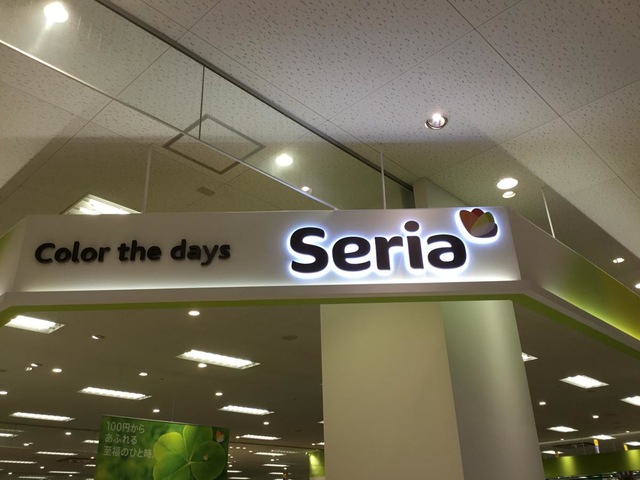 Color the days Seria
100円から
あふれる
至福のひと時。